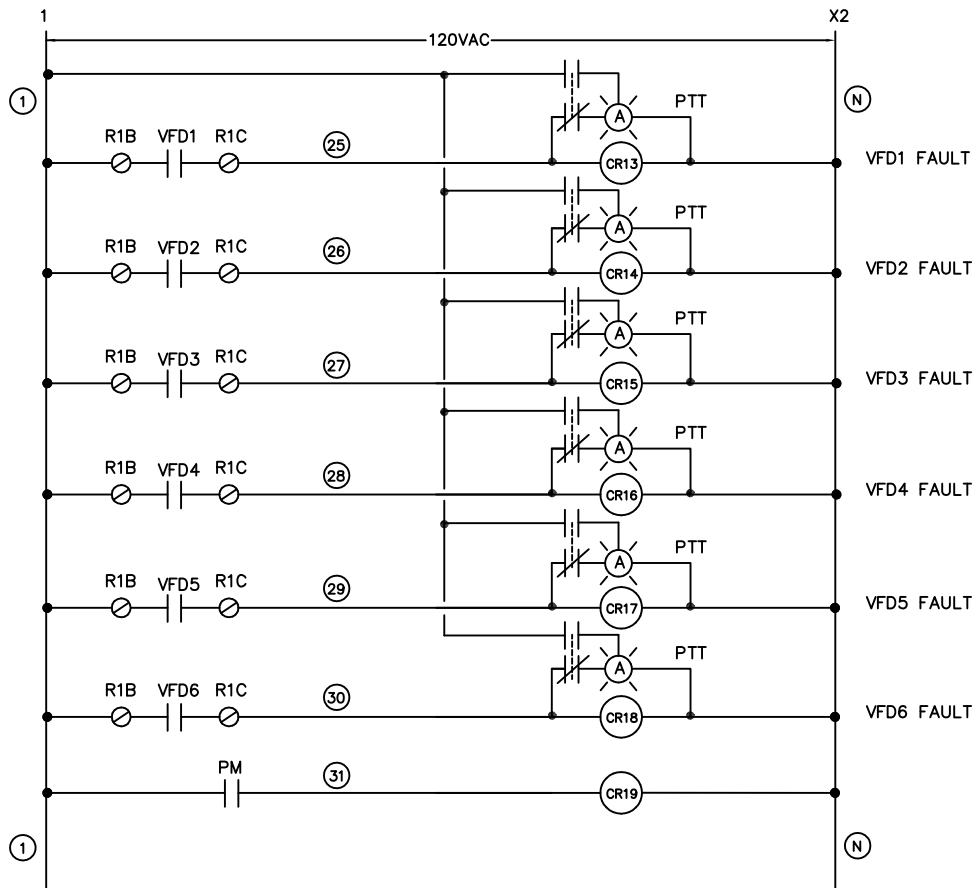 1 X2
120VAC
1 A PTT N
R1B VFD1 R1C 25 CR13 VFD1 FAULT
A PTT
R1B VFD2 R1C 26 CR14 VFD2 FAULT
A PTT
R1B VFD3 R1C 27 CR15 VFD3 FAULT
A PTT
R1B VFD4 R1C 28 CR16 VFD4 FAULT
A PTT
R1B VFD5 R1C 29 CR17 VFD5 FAULT
A PTT
R1B VFD6 R1C 30 CR18 VFD6 FAULT
PM 31 CR19
1 N